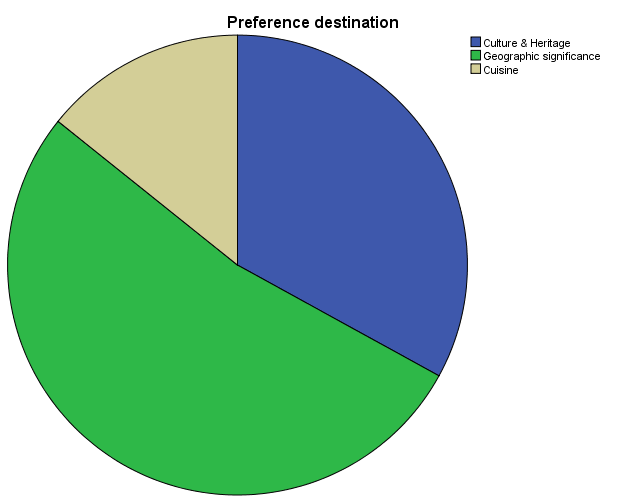 Preference destination
Culture & Heritage
Geographic significance
Cuisine